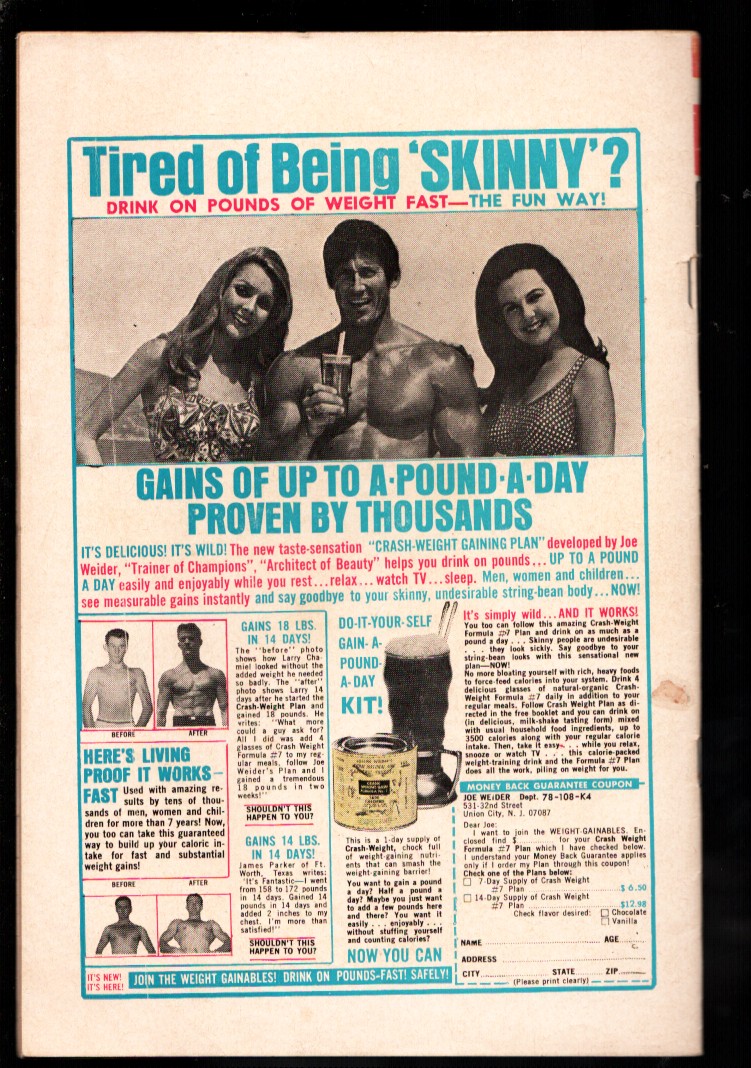 Tired of Being 'SKINNY'?
DRINK ON POUNDS OF WEIGHT FAST—THE FUN WAY!
GAINS OF UP TO A-POUND-A-DAY
PROVEN BY THOUSANDS
IT'S DELICIOUS! IT'S WILD! The new taste-sensation "CRASH-WEIGHT GAINING PLAN" developed by Joe
Weider, "Trainer of Champions", "Architect of Beauty" helps you drink on pounds... UP TO A POUND
A DAY easily and enjoyably while you rest...relax... watch TV...sleep. Men, women and children...
see measurable gains instantly and say goodbye to your skinny, undesirable string-bean body...NOW!
BEFORE
AFTER
HERE'S LIVING
PROOF IT WORKS—
FAST Used with amazing re-
sults by tens of thou-
sands of men, women and chil-
dren for more than 7 years! Now,
you too can take this guaranteed
way to build up your caloric in-
take for fast and substantial
weight gains!
BEFORE
AFTER
GAINS 18 LBS.
IN 14 DAYS!
The "before" photo
shows how Larry Cha-
miel looked without the
added weight he needed
so badly. The "after"
photo shows Larry 14
days after he started the
Crash-Weight Plan and
gained 18 pounds. He
writes: "What more
could a guy ask for?
All I did was add 4
glasses of Crash Weight
Formula #7 to my reg-
ular meals, follow Joe
Weider's Plan and I
gained a tremendous
18 pounds in two
weeks!"
SHOULDN'T THIS
HAPPEN TO YOU?
GAINS 14 LBS.
IN 14 DAYS!
James Parker of Ft.
Worth, Texas writes:
"It's Fantastic—I went
from 158 to 172 pounds
in 14 days. Gained 14
pounds in 14 days and
added 2 inches to my
chest. I'm more than
satisfied!"
SHOULDN'T THIS
HAPPEN TO YOU?
DO-IT-YOUR-SELF
GAIN-A-
POUND-
A-DAY
KIT!
CRASH
WEIGHT GAIN
FORMULA No. 7
This is a 1-day supply of
Crash-Weight, chock full
of weight-gaining nutri-
ents that can smash the
weight-gaining barrier!
You want to gain a pound
a day? Half a pound a
day? Maybe you just want
to add a few pounds here
and there? You want it
easily . . . enjoyably . . .
without stuffing yourself
and counting calories?
NOW YOU CAN
It's simply wild...AND IT WORKS!
You too can follow this amazing Crash-Weight
Formula #7 Plan and drink on as much as a
pound a day . . . Skinny people are undesirable
. . . they look sickly. Say goodbye to your
string-bean looks with this sensational new
plan—NOW!
No more bloating yourself with rich, heavy foods
to force-feed calories into your system. Drink 4
delicious glasses of natural-organic Crash-
Weight Formula #7 daily in addition to your
regular meals. Follow Crash Weight Plan as di-
rected in the free booklet and you can drink on
(in delicious, milk-shake tasting form) mixed
with usual household food ingredients, up to
3500 calories along with your regular calorie
intake. Then, take it easy. . . while you relax,
snooze or watch TV . . . this calorie-packed
weight-training drink and the Formula #7 Plan
does all the work, piling on weight for you.
MONEY BACK GUARANTEE COUPON
JOE WEIDER Dept. 78-108-K4
531-32nd Street
Union City, N. J. 07087
Dear Joe:
I want to join the WEIGHT-GAINABLES. En-
closed find $ for your Crash Weight
Formula #7 Plan which I have checked below.
I understand your Money Back Guarantee applies
only if I order my Plan through this coupon!
Check one of the Plans below:
7-Day Supply of Crash Weight
#7 Plan $ 6.50
14-Day Supply of Crash Weight
#7 Plan $12.98
Check flavor desired: Chocolate
Vanilla
NAME AGE
C.
ADDRESS
CITY STATE ZIP
(Please print clearly)
IT'S NEW!
IT'S HERE!
JOIN THE WEIGHT GAINABLES! DRINK ON POUNDS-FAST! SAFELY!